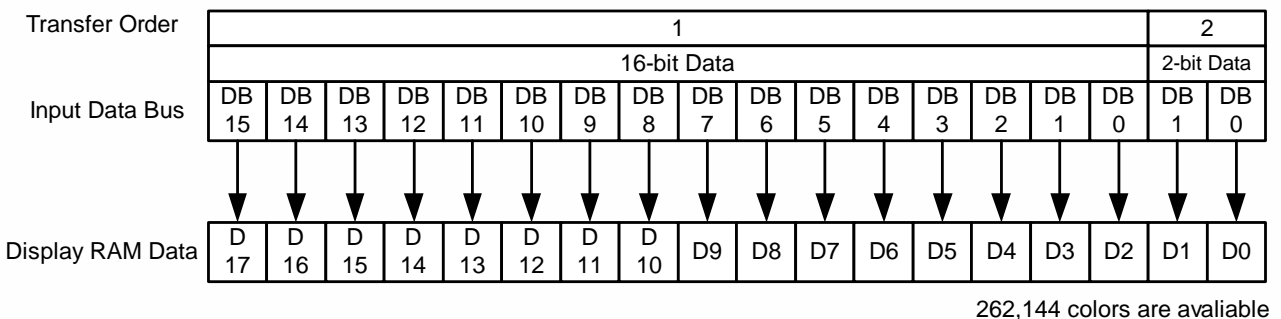 Transfer Order 1 2
16-bit Data 2-bit Data
Input Data Bus
DB DB DB DB DB DB DB DB DB DB DB DB DB DB DB DB DB DB
15 14 13 12 11 10 9 8 7 6 5 4 3 2 1 0 1 0
Display RAM Data
D D D D D D D D D9 D8 D7 D6 D5 D4 D3 D2 D1 D0
17 16 15 14 13 12 11 10
262,144 colors are avaliable